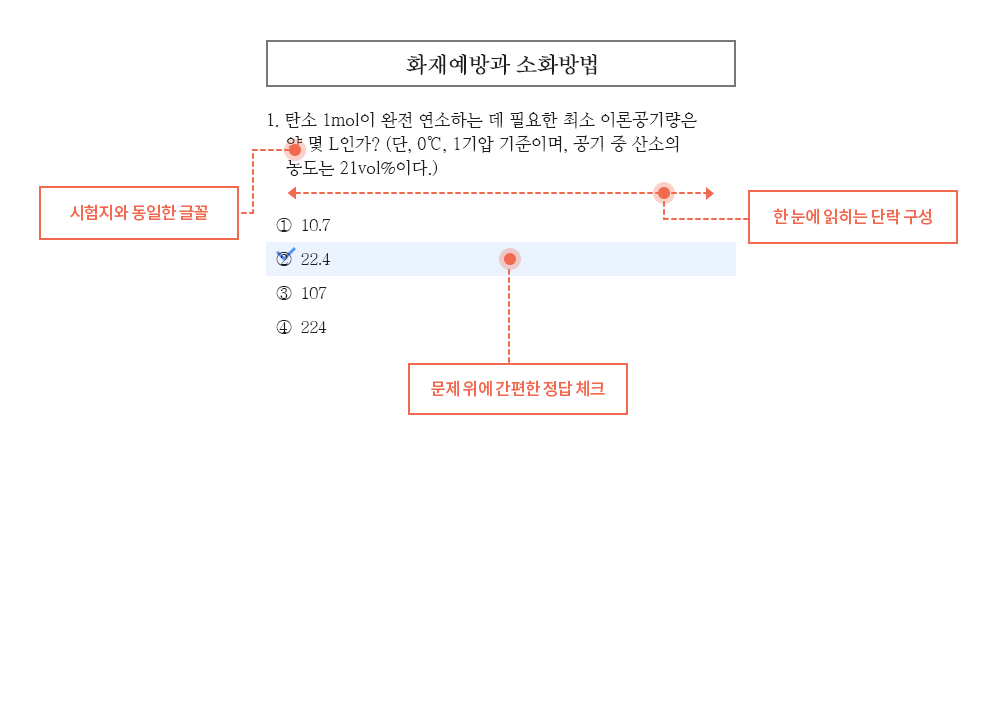 화재예방과 소화방법
1. 탄소 1mol이 완전 연소하는 데 필요한 최소 이론공기량은
약 몇 L인가? (단, 0℃, 1기압 기준이며, 공기 중 산소의
농도는 21vol%이다.)
시험지와 동일한 글꼴
한 눈에 읽히는 단락 구성
① 10.7
② 22.4
③ 107
④ 224
문제 위에 간편한 정답 체크